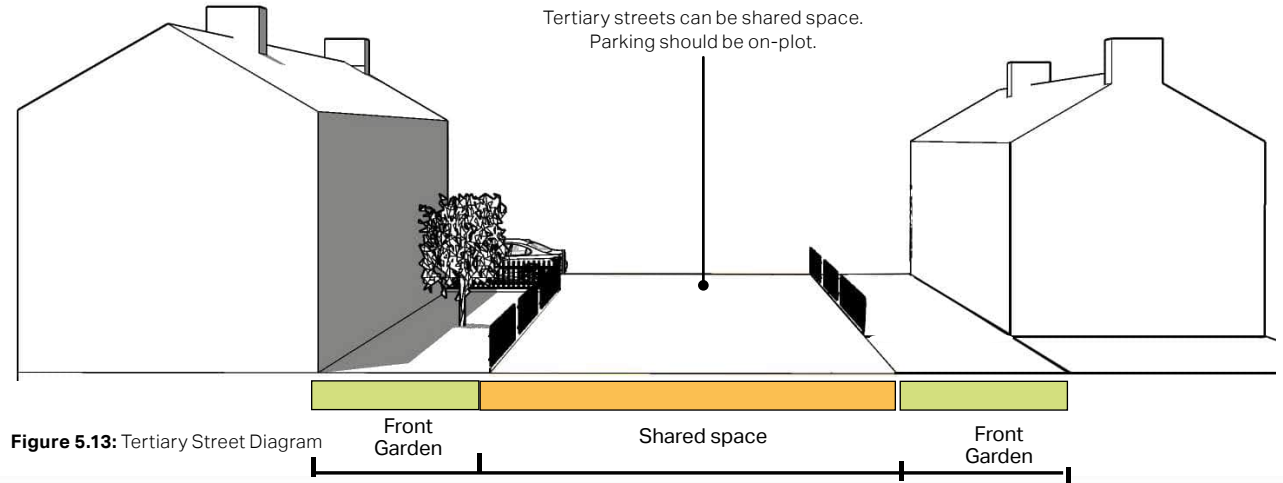 Tertiary streets can be shared space.
Parking should be on-plot.
Front
Garden
Shared space
Front
Garden
Figure 5.13: Tertiary Street Diagram